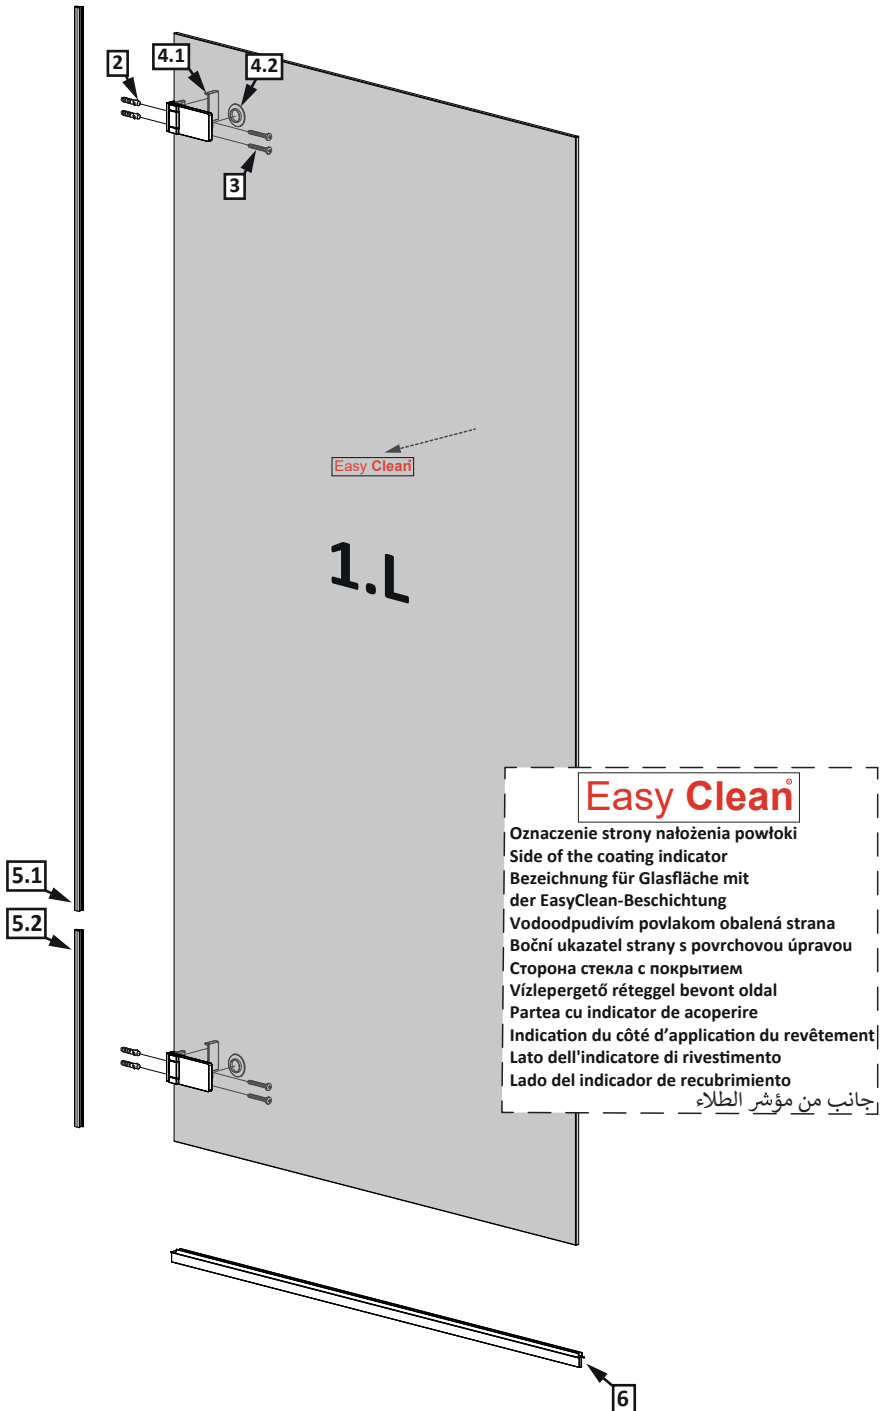 2
4.1
4.2
3
Easy Clean
1.L
5.1
5.2
Easy Clean®
Oznaczenie strony nałożenia powłoki
Side of the coating indicator
Bezeichnung für Glasfläche mit
der EasyClean-Beschichtung
Vodoodpudivím povlakom obalená strana
Boční ukazatel strany s povrchovou úpravou
Сторона стекла с покрытием
Vízlepergető réteggel bevont oldal
Partea cu indicator de acoperire
Indication du côté d’application du revêtement
Lato dell'indicatore di rivestimento
Lado del indicador de recubrimiento
جانب من مؤشر الطلاء
6